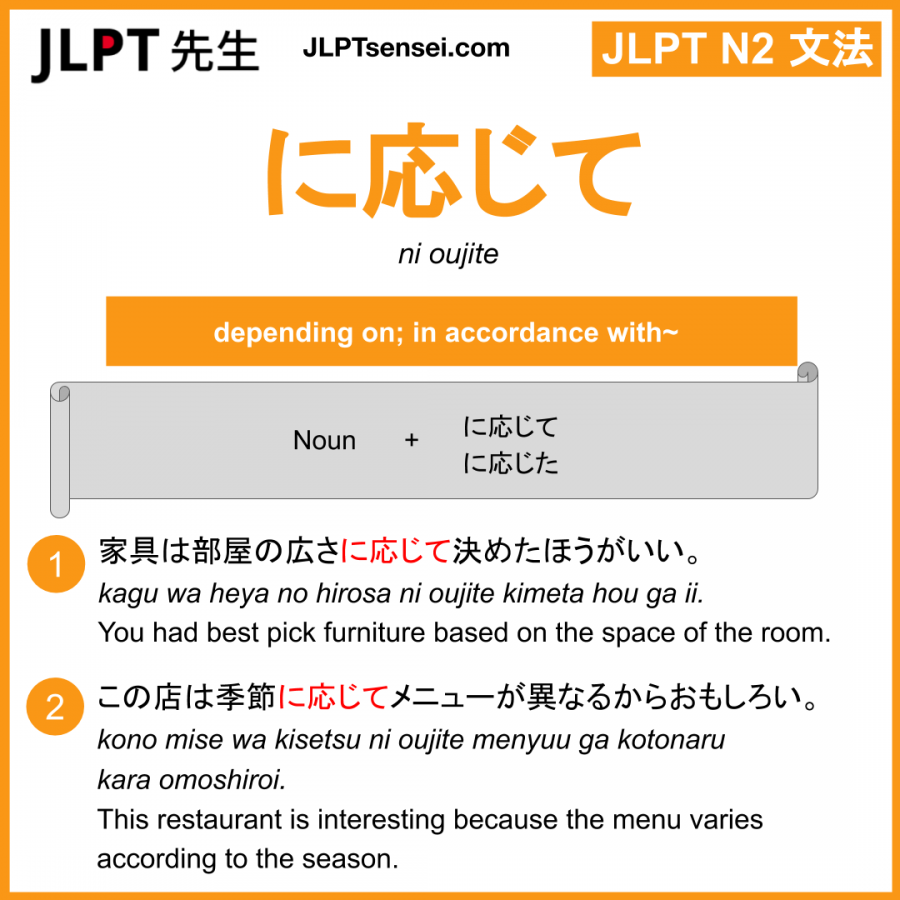 JLPT 先生
JLPTsensei.com
JLPT N2 文法
に応じて
ni oujite
depending on; in accordance with~
Noun + に応じて
に応じた
1 家具は部屋の広さに応じて決めたほうがいい。
kagu wa heya no hirosa ni oujite kimeta hou ga ii.
You had best pick furniture based on the space of the room.
2 この店は季節に応じてメニューが異なるからおもしろい。
kono mise wa kisetsu ni oujite menyuu ga kotonaru
kara omoshiroi.
This restaurant is interesting because the menu varies
according to the season.